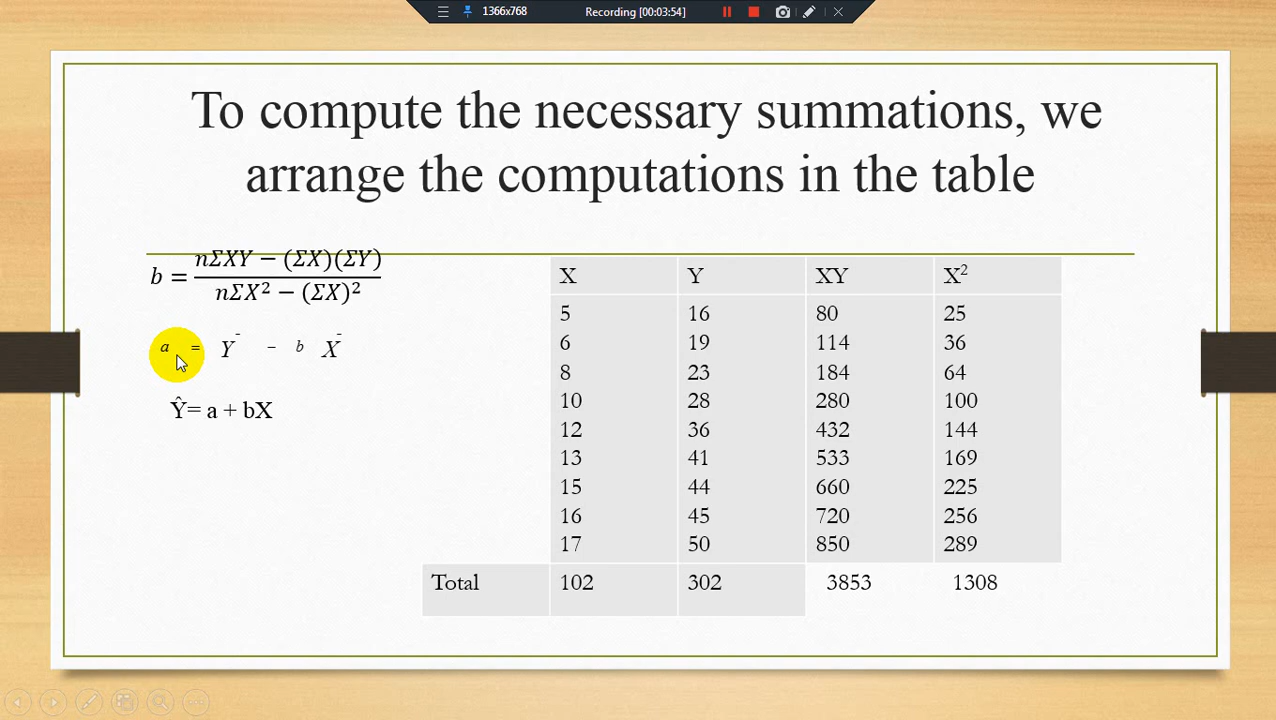 1366x768 Recording [00:03:54]
To compute the necessary summations, we
arrange the computations in the table
b = nΣXY − (ΣX)(ΣY) / nΣX² − (ΣX)²
a = Y̅ − b X̅
Ŷ= a + bX
X Y XY X²
5 16 80 25
6 19 114 36
8 23 184 64
10 28 280 100
12 36 432 144
13 41 533 169
15 44 660 225
16 45 720 256
17 50 850 289
Total 102 302 3853 1308